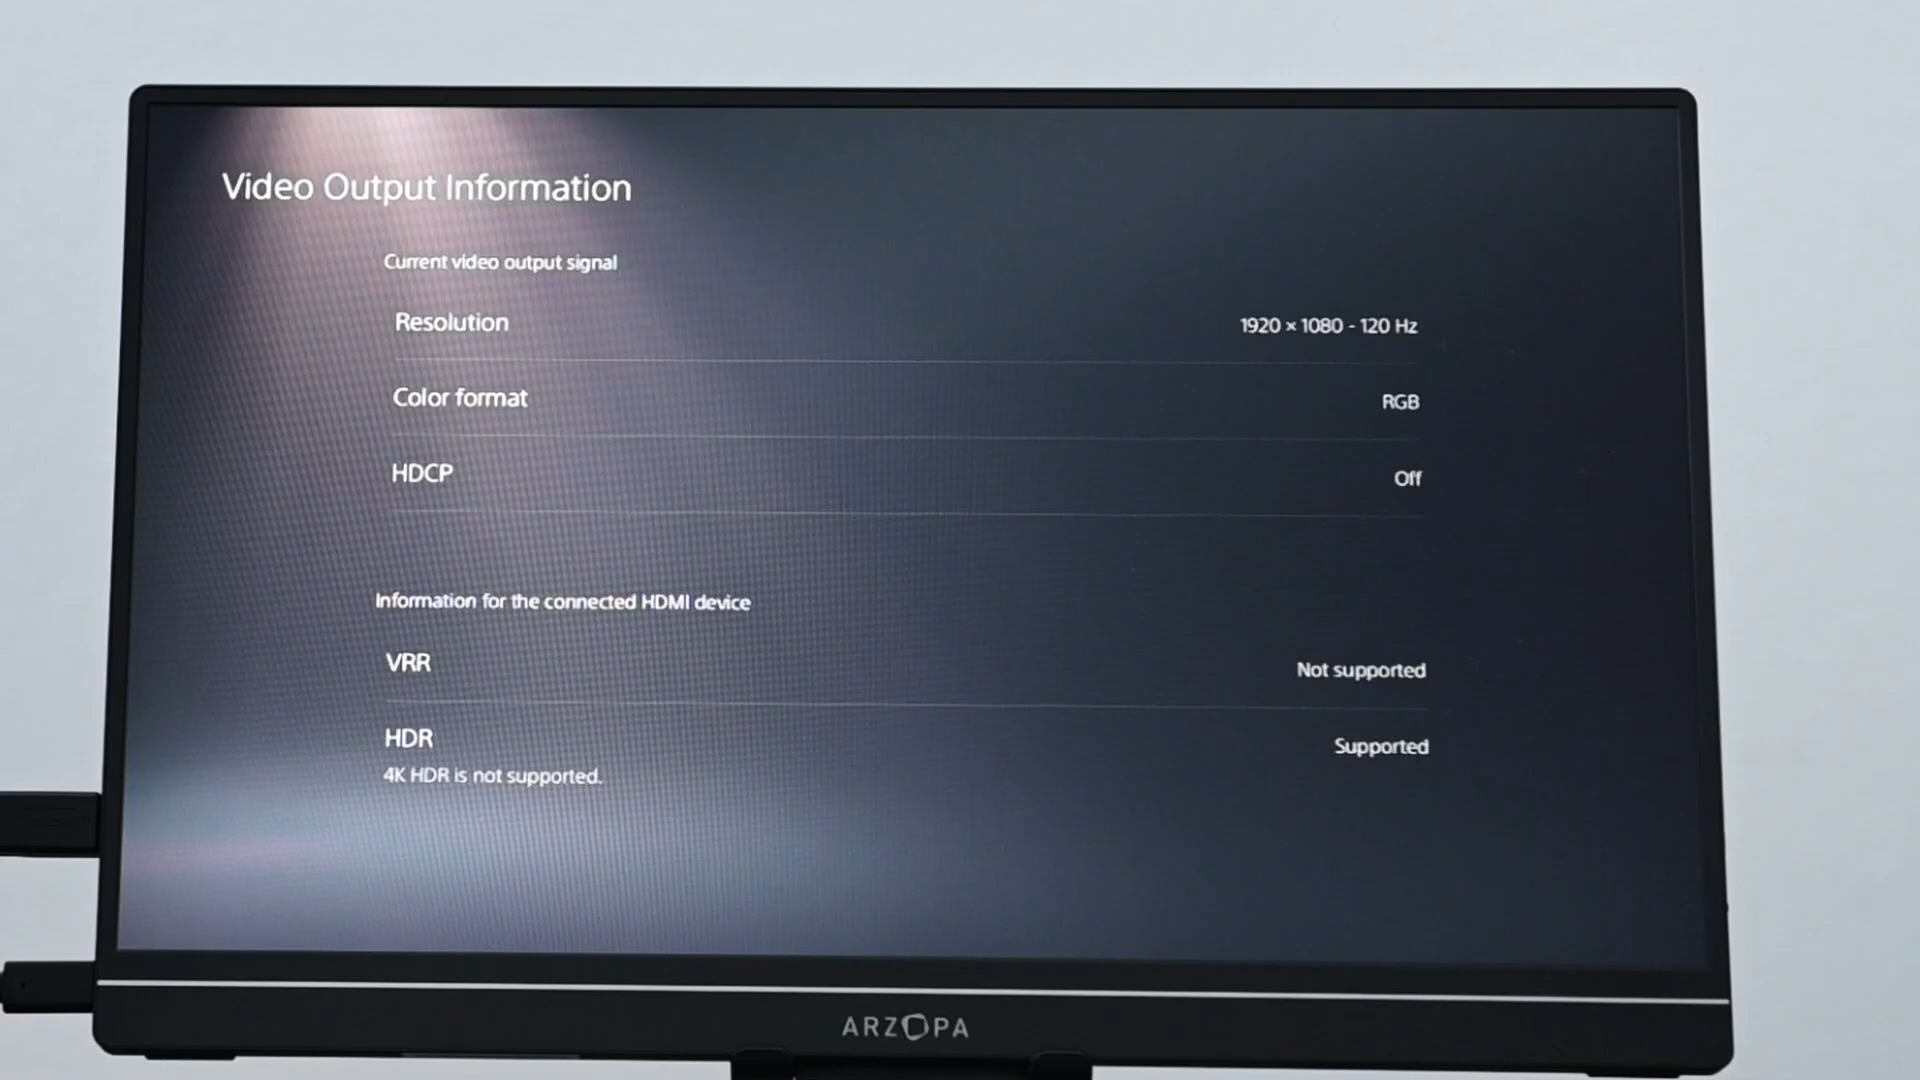 Video Output Information
Current video output signal
Resolution 1920 × 1080 - 120 Hz
Color format RGB
HDCP Off
Information for the connected HDMI device
VRR Not supported
HDR Supported
4K HDR is not supported.
ARZOPA